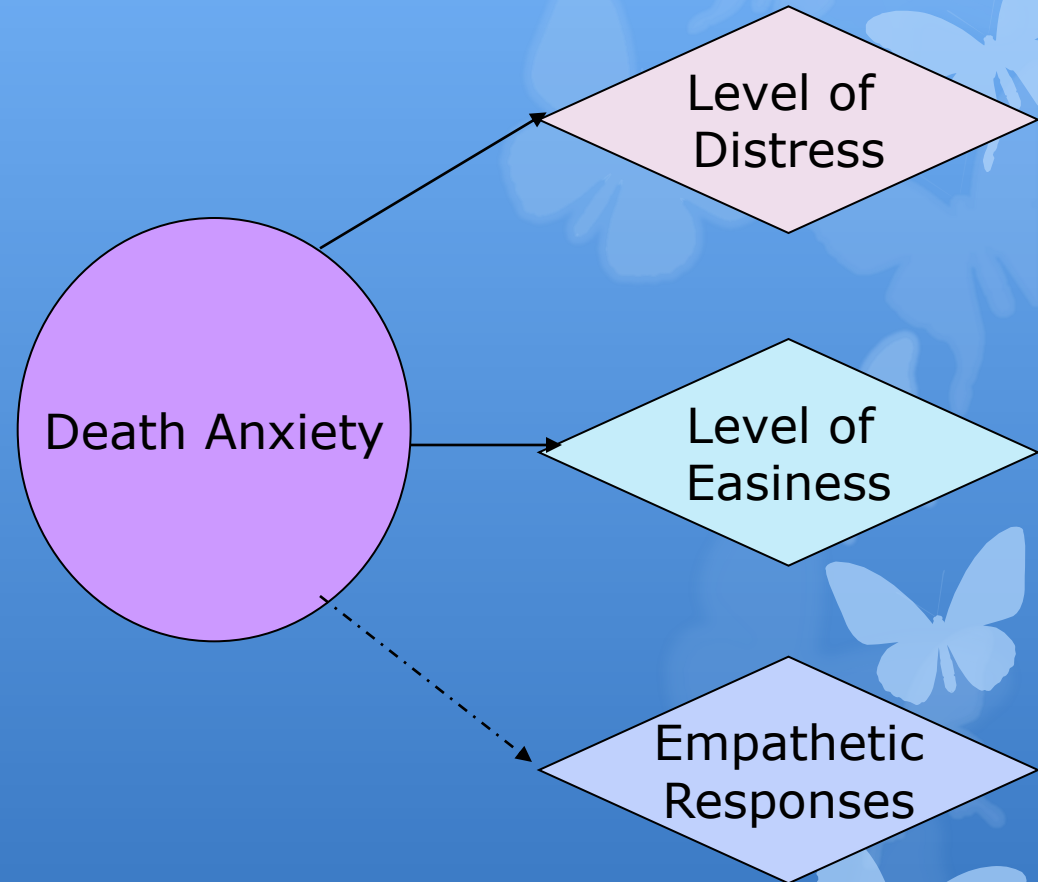 Level of
Distress
Death Anxiety
Level of
Easiness
Empathetic
Responses